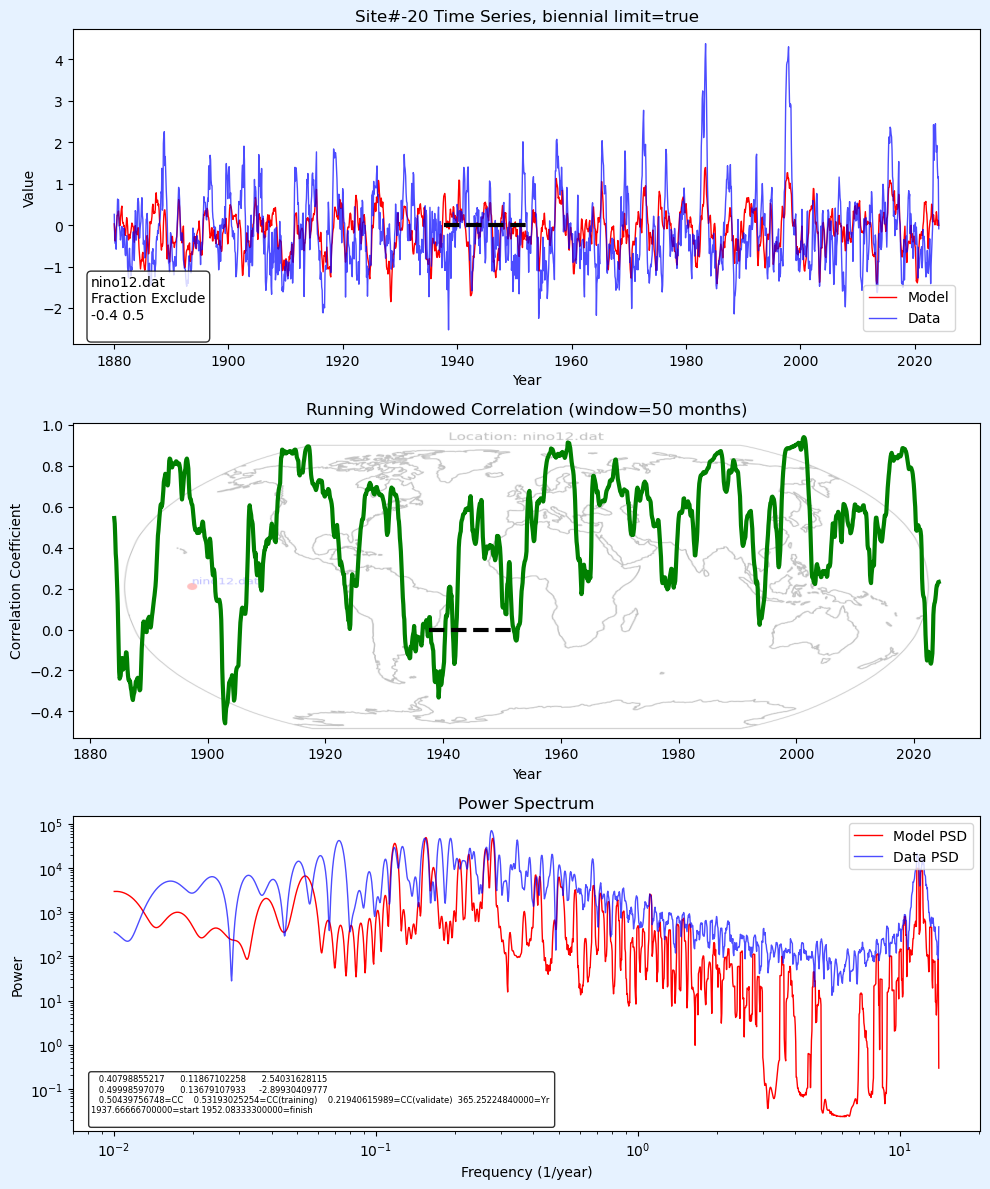 Site#-20 Time Series, biennial limit=true
Value
4
3
2
1
0
−1
−2
nino12.dat
Fraction Exclude
-0.4 0.5
Model
Data
1880 1900 1920 1940 1960 1980 2000 2020
Year
Running Windowed Correlation (window=50 months)
Correlation Coefficient
1.0
0.8
0.6
0.4
0.2
0.0
−0.2
−0.4
Location: nino12.dat
nino12.dat
1880 1900 1920 1940 1960 1980 2000 2020
Year
Power Spectrum
Power
10^5
10^4
10^3
10^2
10^1
10^0
10^−1
Model PSD
Data PSD
0.40798855217 0.11867102258 2.54031628115
0.49998597079 0.13679107933 -2.89930409777
0.50439756748=CC 0.53193025254=CC(training) 0.21940615989=CC(validate) 365.25224840000=Yr
1937.66666700000=start 1952.08333300000=finish
10^−2 10^−1 10^0 10^1
Frequency (1/year)